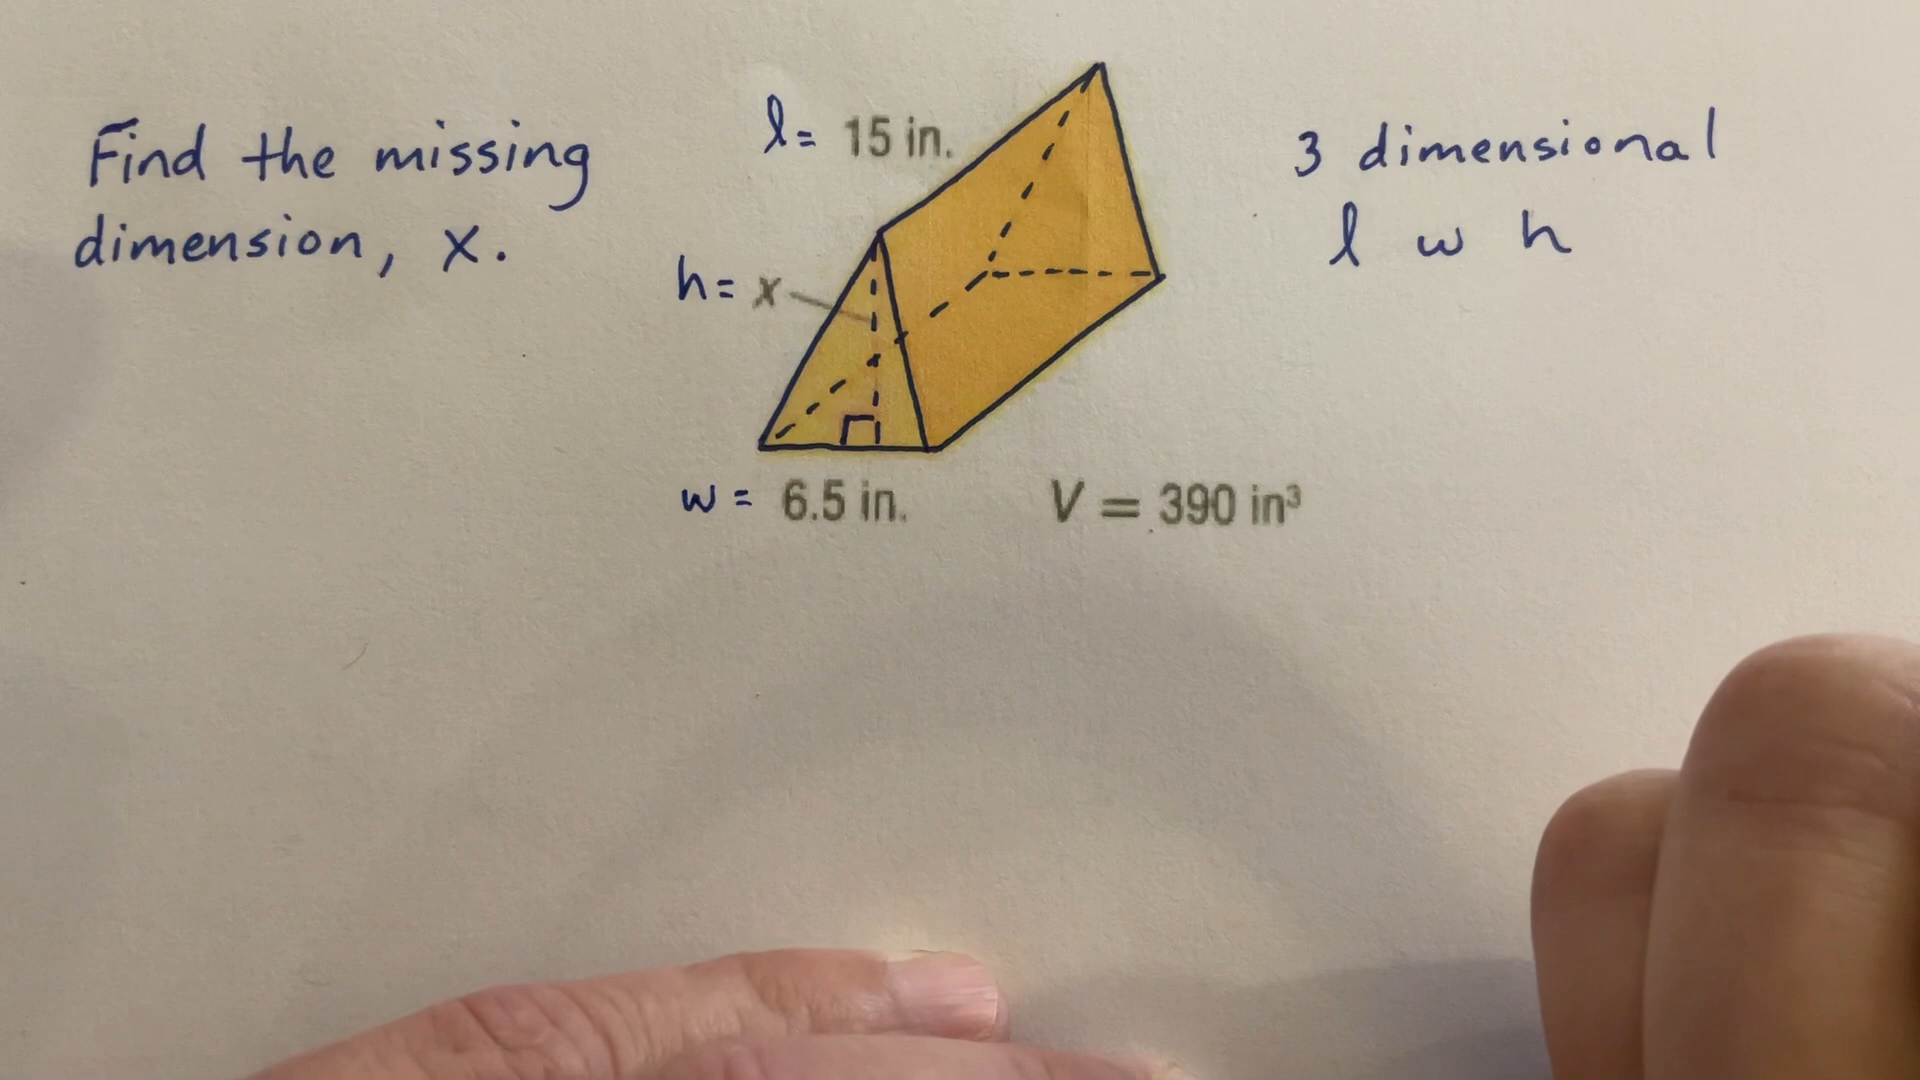 Find the missing
dimension, x.
l = 15 in.
h = x
w = 6.5 in.
V = 390 in³
3 dimensional
l w h